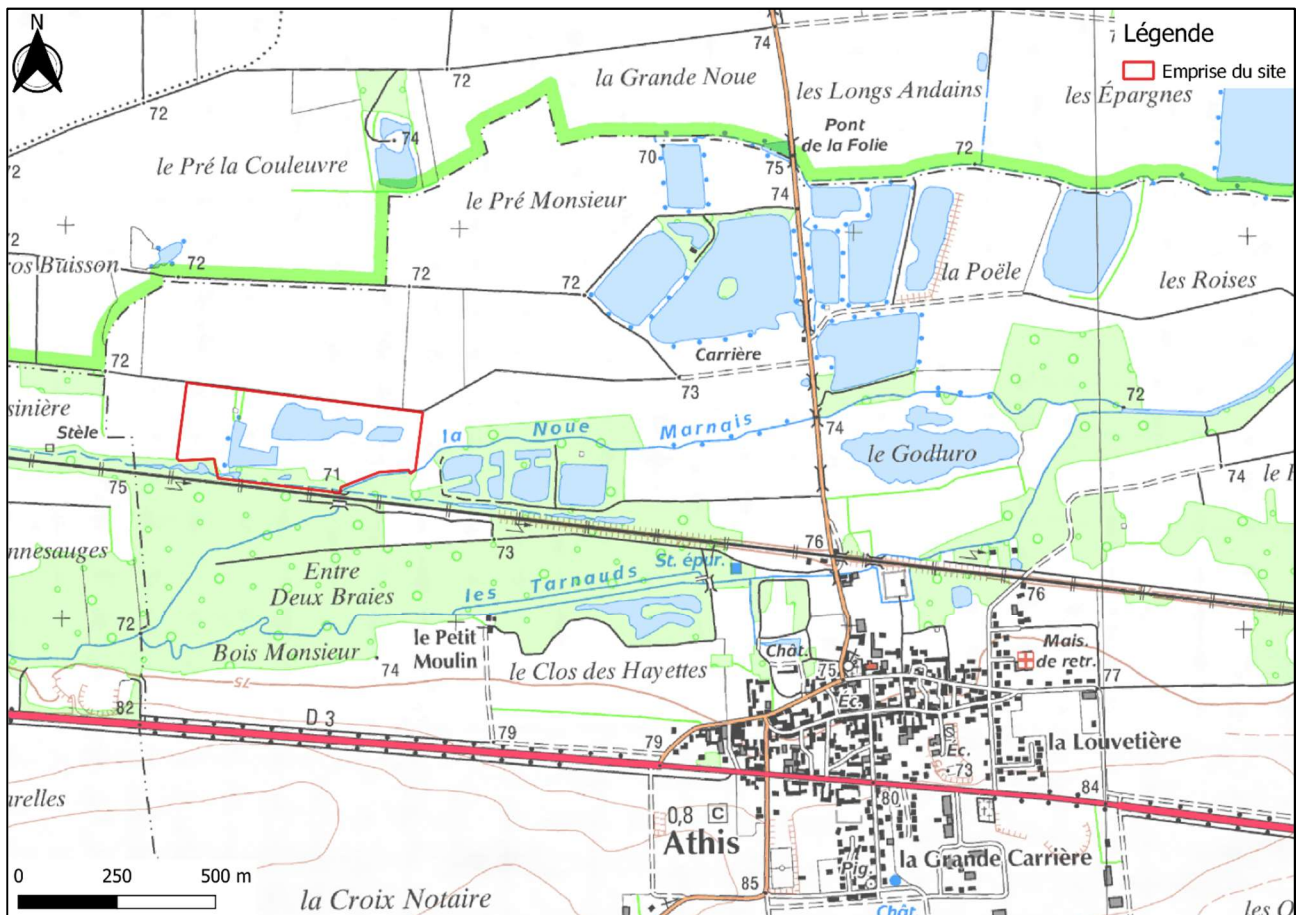 N
74
Légende
Emprise du site
72
72
la Grande Noue
les Longs Andains
les Épargnes
74
Pont
de la Folie
72
70
75
le Pré la Couleuvre
le Pré Monsieur
74
72
ros Buisson
72
72
72
la Poële
les Roises
Carrière
72
73
72
sinière
Stèle
la Noue Marnais
74
le Godluro
71
75
74
nnesauges
73
76
Entre
Deux Braies
St. épur.
les Tarnauds
76
72
le Petit
Moulin
Bois Monsieur
74
le Clos des Hayettes
Chât.
75
Mais.
de retr.
75
Éc.
77
82
D 3
79
79
la Louvetière
Éc.
73
80
84
relles
0,8
C
Athis
la Grande Carrière
Pig.
85
0 250 500 m
la Croix Notaire
Chât
les O